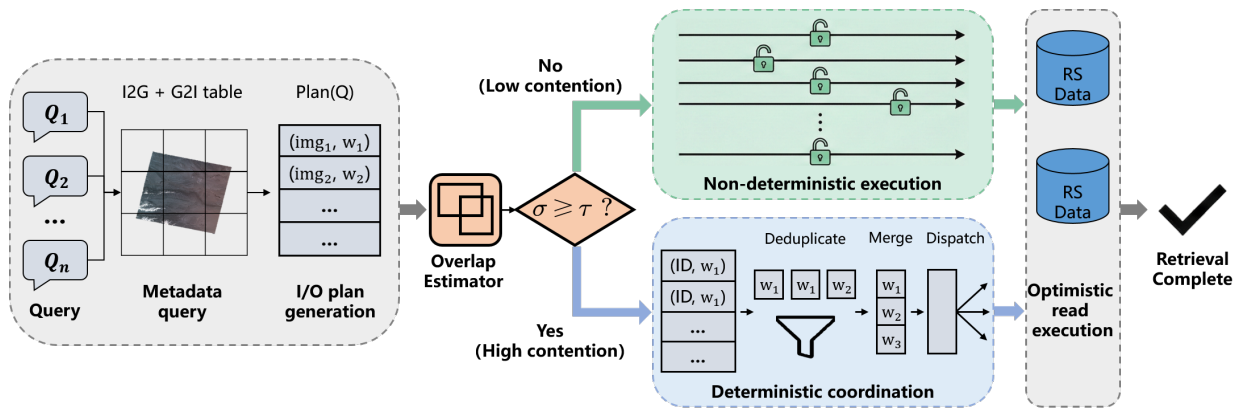 Q1
Q2
...
Qn
Query
I2G + G2I table
Metadata
query
Plan(Q)
(img1, w1)
(img2, w2)
...
...
I/O plan
generation
Overlap
Estimator
σ ⩾ τ ?
No
(Low contention)
Yes
(High contention)
⋮
Non-deterministic execution
(ID, w1)
(ID, w1)
...
...
Deduplicate
w1
w1
w2
Merge
w1
w2
w3
Dispatch
Deterministic coordination
RS
Data
RS
Data
Optimistic
read
execution
Retrieval
Complete